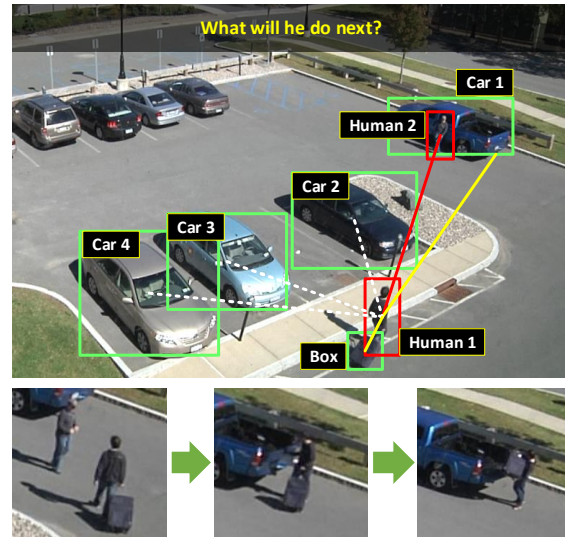 What will he do next?
Car 1
Human 2
Car 2
Car 3
Car 4
Human 1
Box